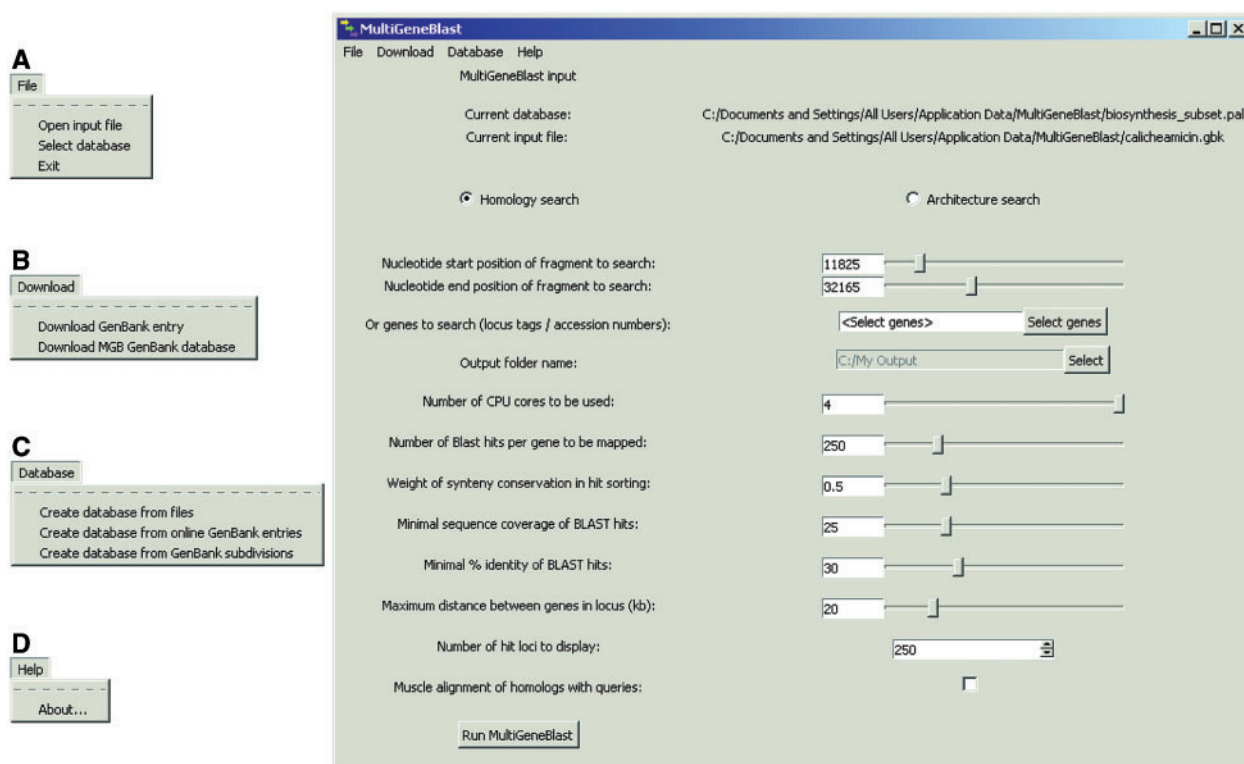 A
File
Open input file
Select database
Exit
B
Download
Download GenBank entry
Download MGB GenBank database
C
Database
Create database from files
Create database from online GenBank entries
Create database from GenBank subdivisions
D
Help
About...
MultiGeneBlast
File Download Database Help
MultiGeneBlast input
Current database: C:/Documents and Settings/All Users/Application Data/MultiGeneBlast/biosynthesis_subset.pal
Current input file: C:/Documents and Settings/All Users/Application Data/MultiGeneBlast/calicheamicin.gbk
Homology search Architecture search
Nucleotide start position of fragment to search: 11825
Nucleotide end position of fragment to search: 32165
Or genes to search (locus tags / accession numbers): <Select genes> Select genes
Output folder name: C:/My Output Select
Number of CPU cores to be used: 4
Number of Blast hits per gene to be mapped: 250
Weight of synteny conservation in hit sorting: 0.5
Minimal sequence coverage of BLAST hits: 25
Minimal % identity of BLAST hits: 30
Maximum distance between genes in locus (kb): 20
Number of hit loci to display: 250
Muscle alignment of homologs with queries:
Run MultiGeneBlast